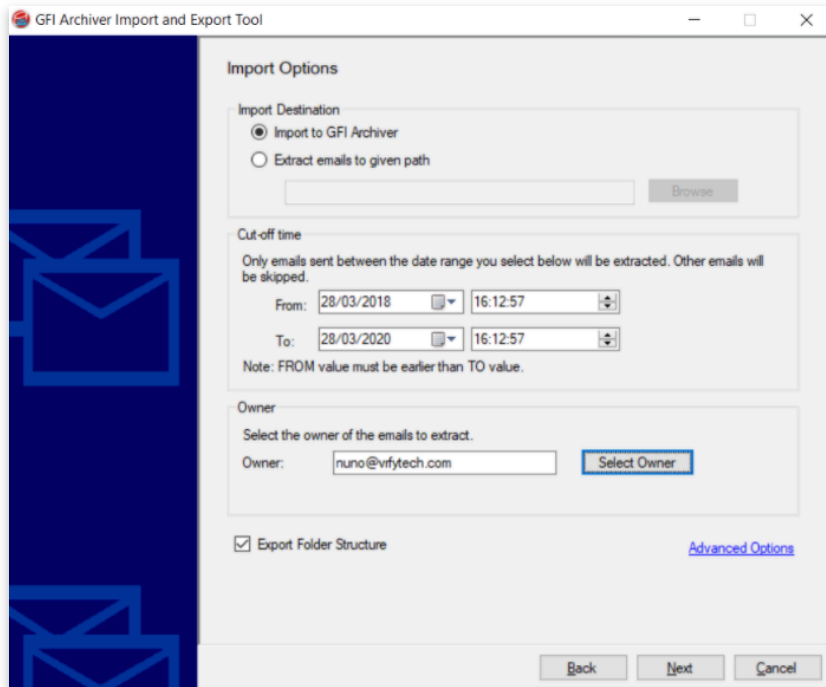 GFI Archiver Import and Export Tool
Import Options
Import Destination
Import to GFI Archiver
Extract emails to given path
Browse
Cut-off time
Only emails sent between the date range you select below will be extracted. Other emails will
be skipped.
From: 28/03/2018 16:12:57
To: 28/03/2020 16:12:57
Note: FROM value must be earlier than TO value.
Owner
Select the owner of the emails to extract.
Owner: nuno@vrfytech.com Select Owner
Export Folder Structure Advanced Options
Back Next Cancel